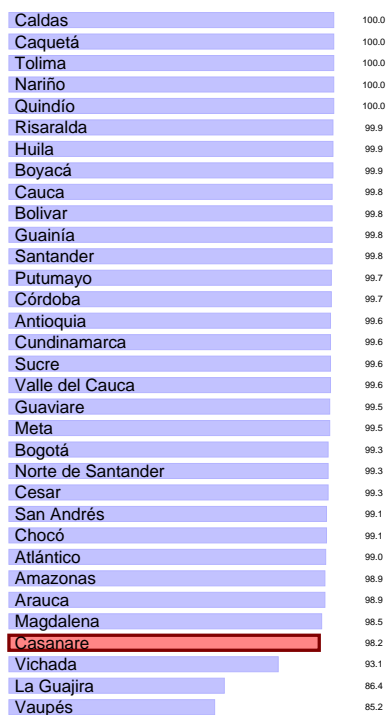 Caldas 100.0
Caquetá 100.0
Tolima 100.0
Nariño 100.0
Quindío 100.0
Risaralda 99.9
Huila 99.9
Boyacá 99.9
Cauca 99.8
Bolivar 99.8
Guainía 99.8
Santander 99.8
Putumayo 99.7
Córdoba 99.7
Antioquia 99.6
Cundinamarca 99.6
Sucre 99.6
Valle del Cauca 99.6
Guaviare 99.5
Meta 99.5
Bogotá 99.3
Norte de Santander 99.3
Cesar 99.3
San Andrés 99.1
Chocó 99.1
Atlántico 99.0
Amazonas 98.9
Arauca 98.9
Magdalena 98.5
Casanare 98.2
Vichada 93.1
La Guajira 86.4
Vaupés 85.2